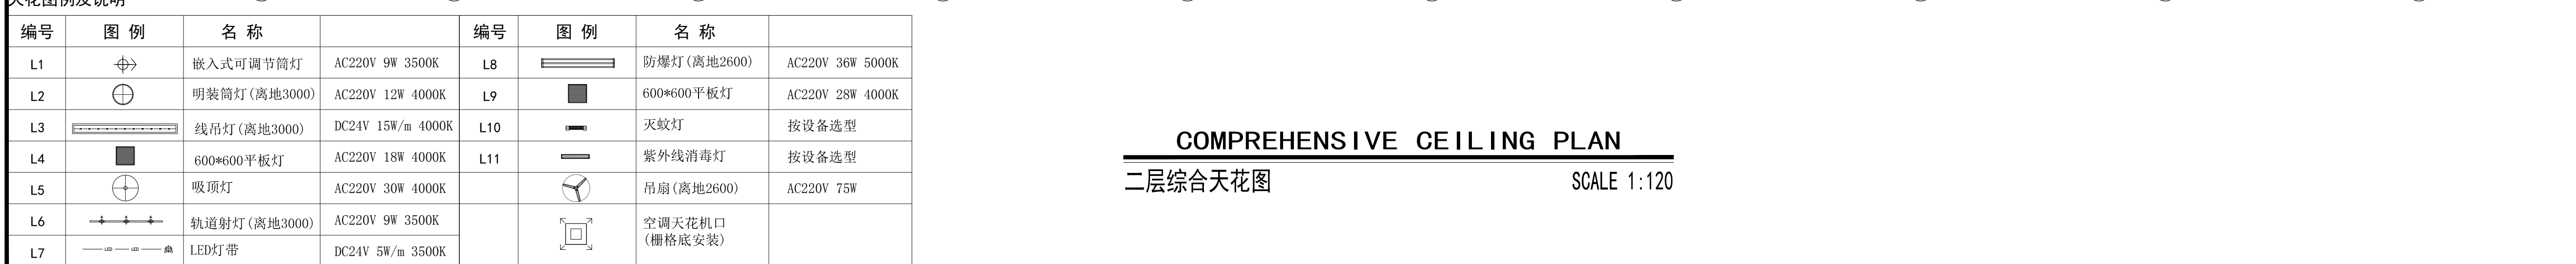 天花图例及说明
编号 图 例 名 称 编号 图 例 名 称
L1 嵌入式可调节筒灯 AC220V 9W 3500K L8 防爆灯(离地2600) AC220V 36W 5000K
L2 明装筒灯(离地3000) AC220V 12W 4000K L9 600*600平板灯 AC220V 28W 4000K
L3 线吊灯(离地3000) DC24V 15W/m 4000K L10 灭蚊灯 按设备选型
L4 600*600平板灯 AC220V 18W 4000K L11 紫外线消毒灯 按设备选型
L5 吸顶灯 AC220V 30W 4000K 吊扇(离地2600) AC220V 75W
L6 轨道射灯(离地3000) AC220V 9W 3500K 空调天花机口
(栅格底安装)
L7 LED LED LED灯带 DC24V 5W/m 3500K
COMPREHENSIVE CEILING PLAN
二层综合天花图 SCALE 1:120